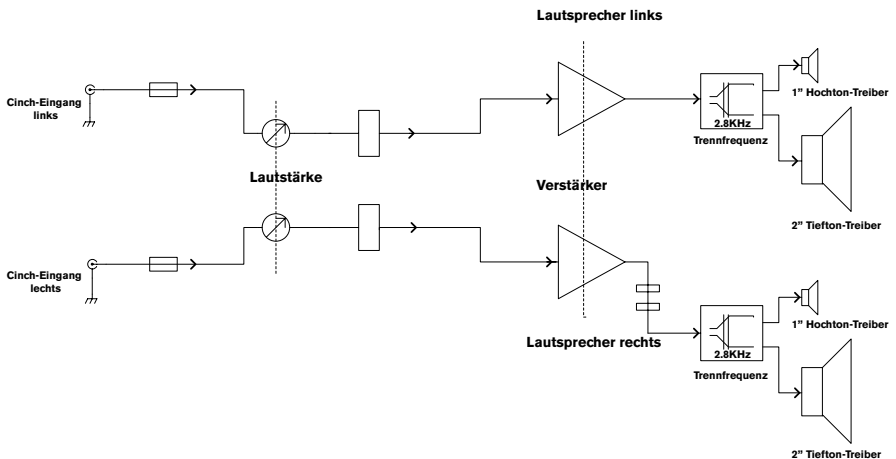 Lautsprecher links
Cinch-Eingang
links
1” Hochton-Treiber
2.8KHz
Trennfrequenz
Lautstärke
Verstärker
2” Tiefton-Treiber
Cinch-Eingang
lechts
1” Hochton-Treiber
Lautsprecher rechts
2.8KHz
Trennfrequenz
2” Tiefton-Treiber